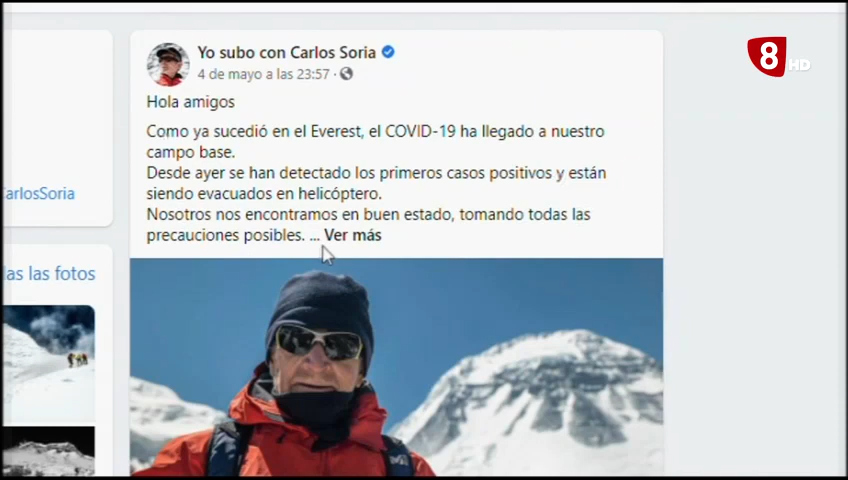 8
HD
Yo subo con Carlos Soria
4 de mayo a las 23:57 ·
Hola amigos
Como ya sucedió en el Everest, el COVID-19 ha llegado a nuestro
campo base.
Desde ayer se han detectado los primeros casos positivos y están
siendo evacuados en helicóptero.
Nosotros nos encontramos en buen estado, tomando todas las
precauciones posibles. ... Ver más
CarlosSoria
las fotos